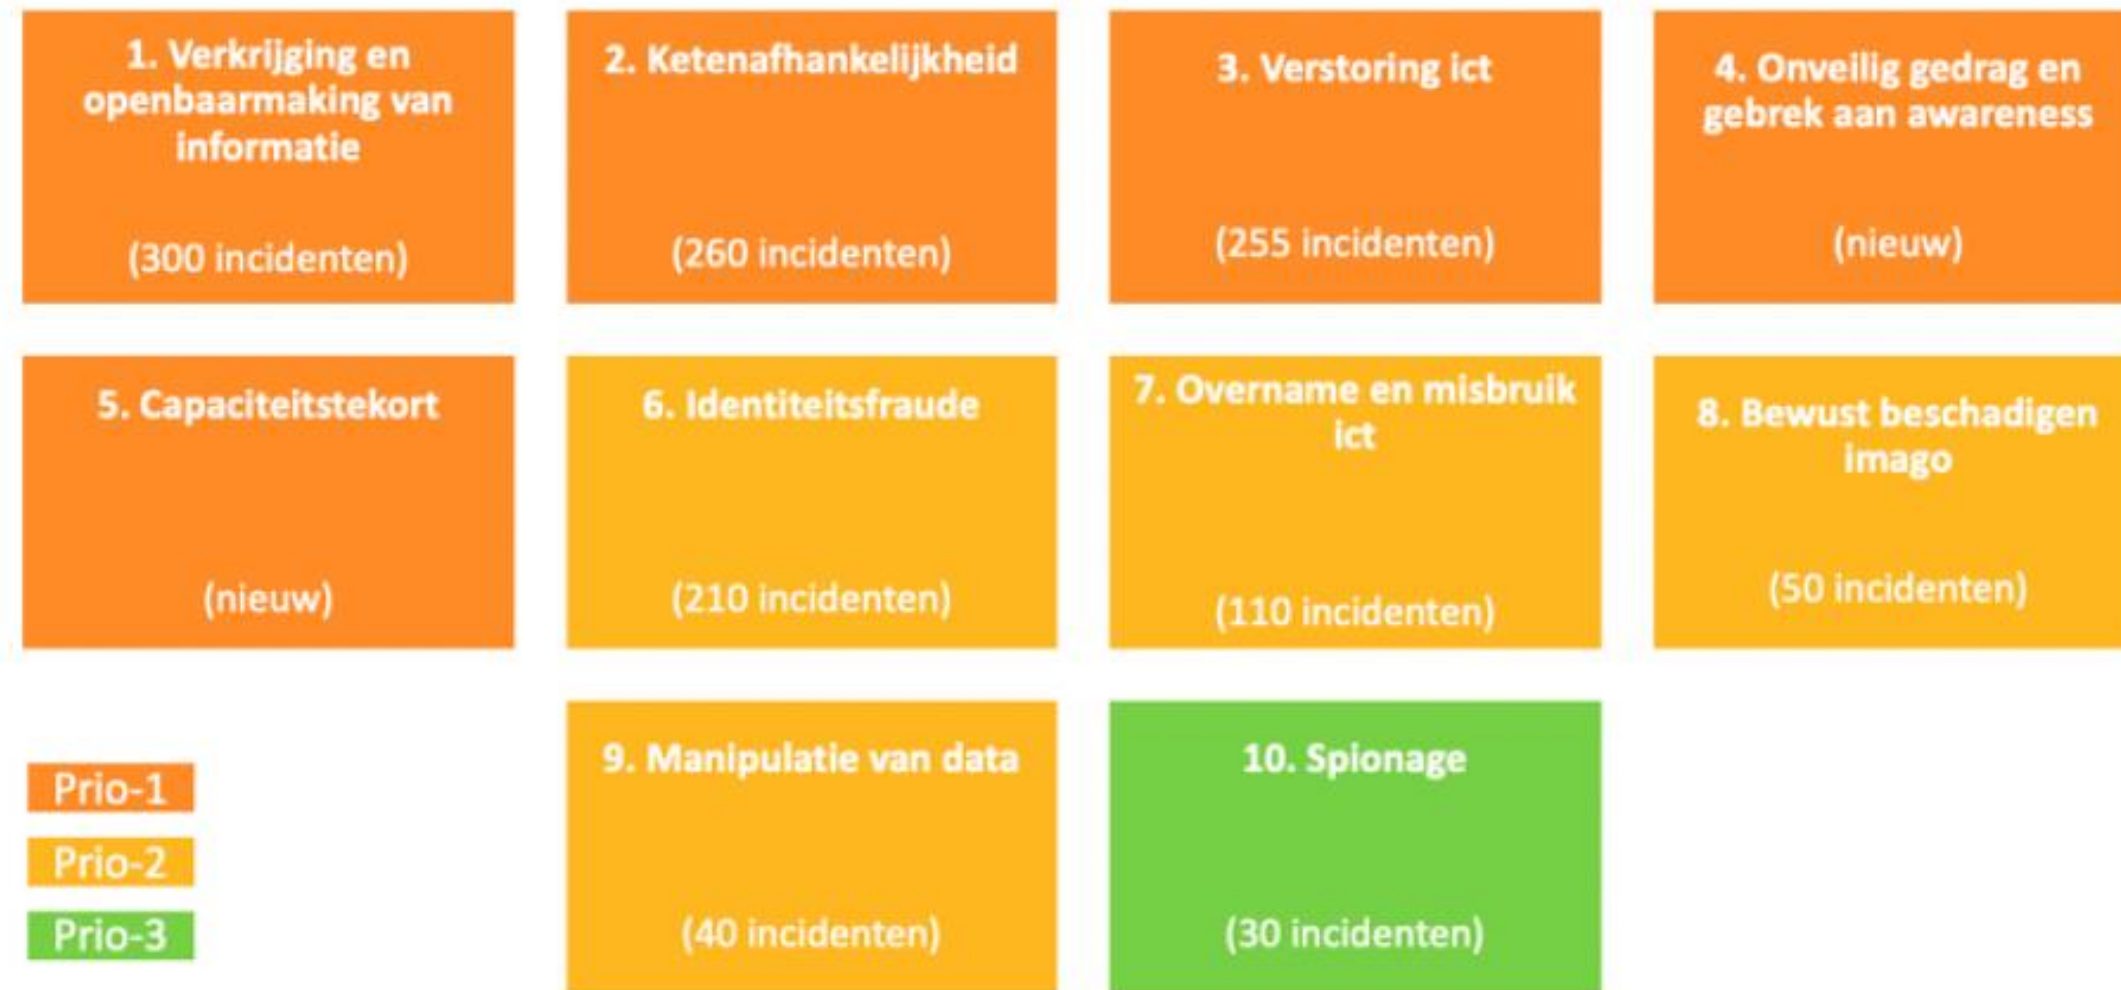 1. Verkrijging en
openbaarmaking van
informatie
(300 incidenten)
2. Ketenafhankelijkheid
(260 incidenten)
3. Verstoring ict
(255 incidenten)
4. Onveilig gedrag en
gebrek aan awareness
(nieuw)
5. Capaciteitstekort
(nieuw)
6. Identiteitsfraude
(210 incidenten)
7. Overname en misbruik
ict
(110 incidenten)
8. Bewust beschadigen
imago
(50 incidenten)
9. Manipulatie van data
(40 incidenten)
10. Spionage
(30 incidenten)
Prio-1
Prio-2
Prio-3